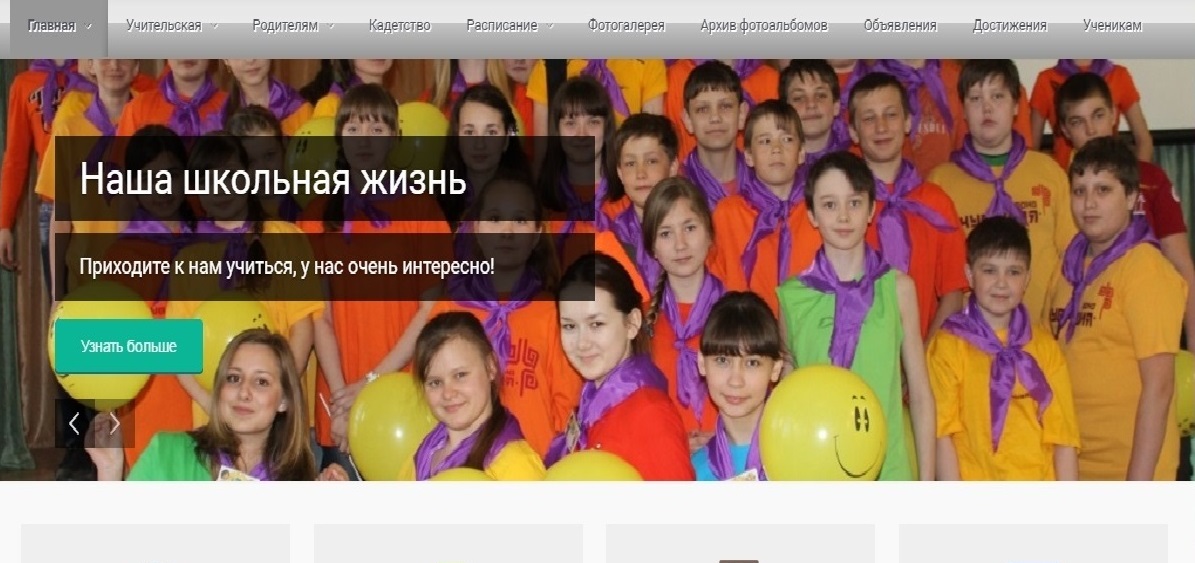 Главная Учительская Родителям Кадетство Расписание Фотогалерея Архив фотоальбомов Объявления Достижения Ученикам
Наша школьная жизнь
Приходите к нам учиться, у нас очень интересно!
Узнать больше